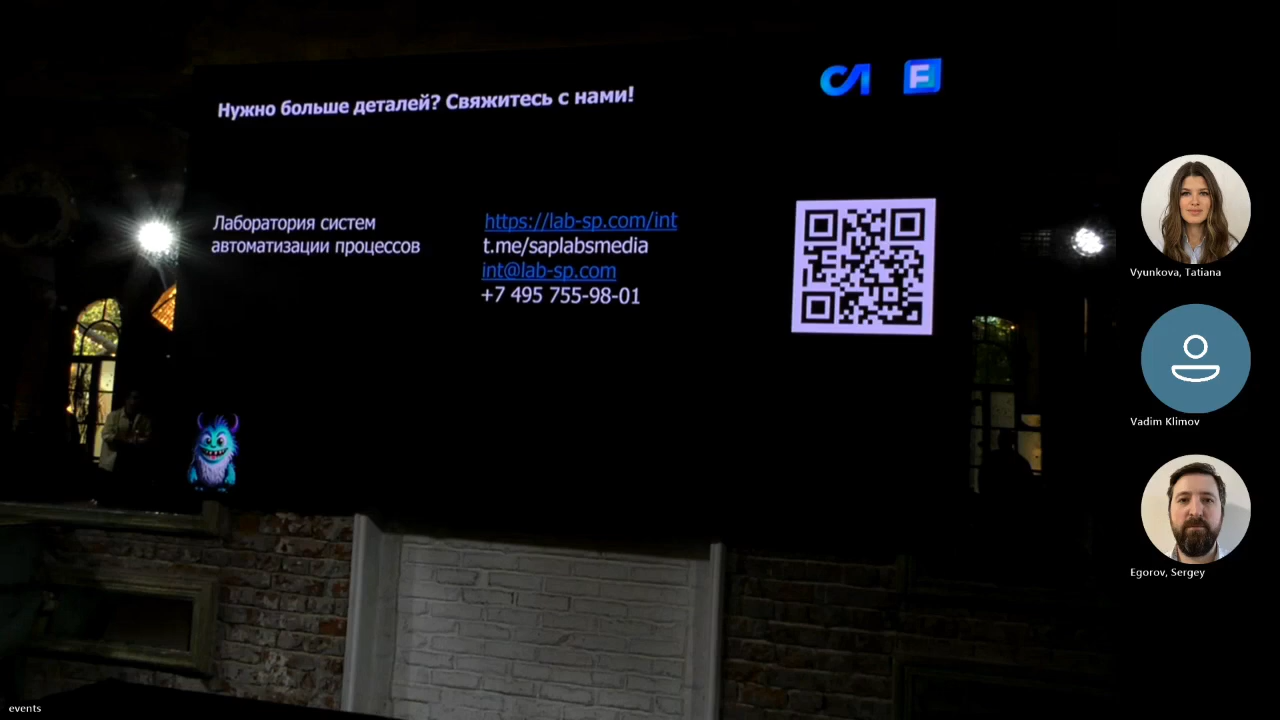 Нужно больше деталей? Свяжитесь с нами!
Лаборатория систем
автоматизации процессов
https://lab-sp.com/int
t.me/saplabsmedia
int@lab-sp.com
+7 495 755-98-01
Vyunkova, Tatiana
Vadim Klimov
Egorov, Sergey
events